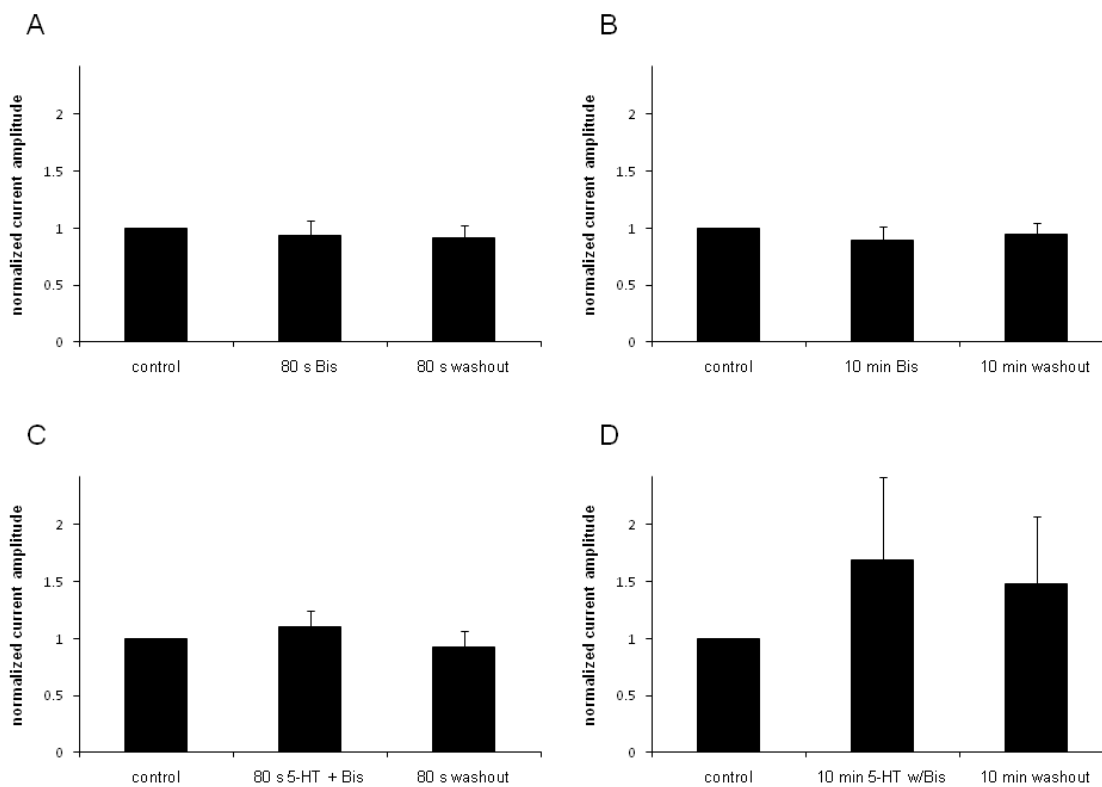 A
normalized current amplitude
2
1.5
1
0.5
0
control
80 s Bis
80 s washout
B
normalized current amplitude
2
1.5
1
0.5
0
control
10 min Bis
10 min washout
C
normalized current amplitude
2
1.5
1
0.5
0
control
80 s 5-HT + Bis
80 s washout
D
normalized current amplitude
2
1.5
1
0.5
0
control
10 min 5-HT w/Bis
10 min washout